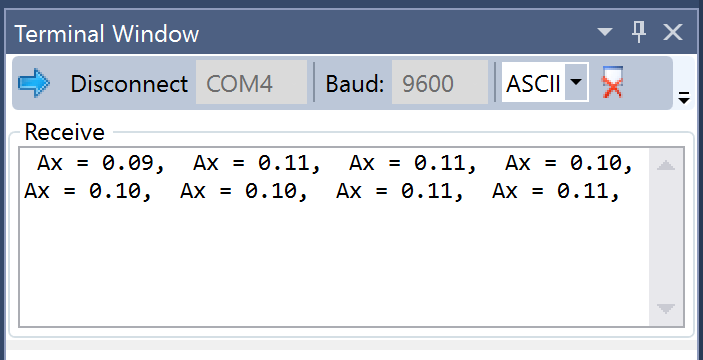 Terminal Window
Disconnect COM4 Baud: 9600 ASCII
Receive
Ax = 0.09, Ax = 0.11, Ax = 0.11, Ax = 0.10,
Ax = 0.10, Ax = 0.10, Ax = 0.11, Ax = 0.11,